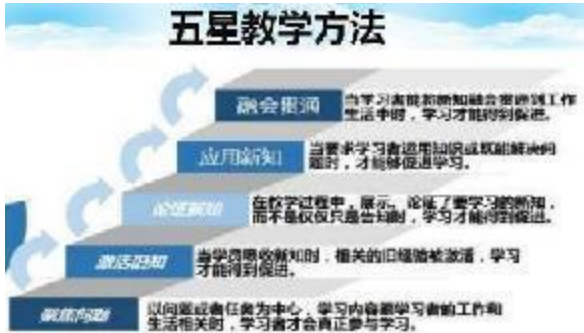 五星教学方法
融会贯通
当学习者能将新知融会贯通到工作
生活中时，学习才能得到促进。
应用新知
当要求学习者运用知识或技能解决问
题时，才能够促进学习。
论证新知
在教学过程中，展示、论证了要学习的新知，
而不是仅仅只是告知时，学习才能得到促进。
激活旧知
当学员吸收新知时，相关的旧经验被激活，学习
才能得到促进。
聚焦问题
以问题或者任务为中心，学习内容跟学习者的工作和
生活相关时，学习者才会真正参与学习。